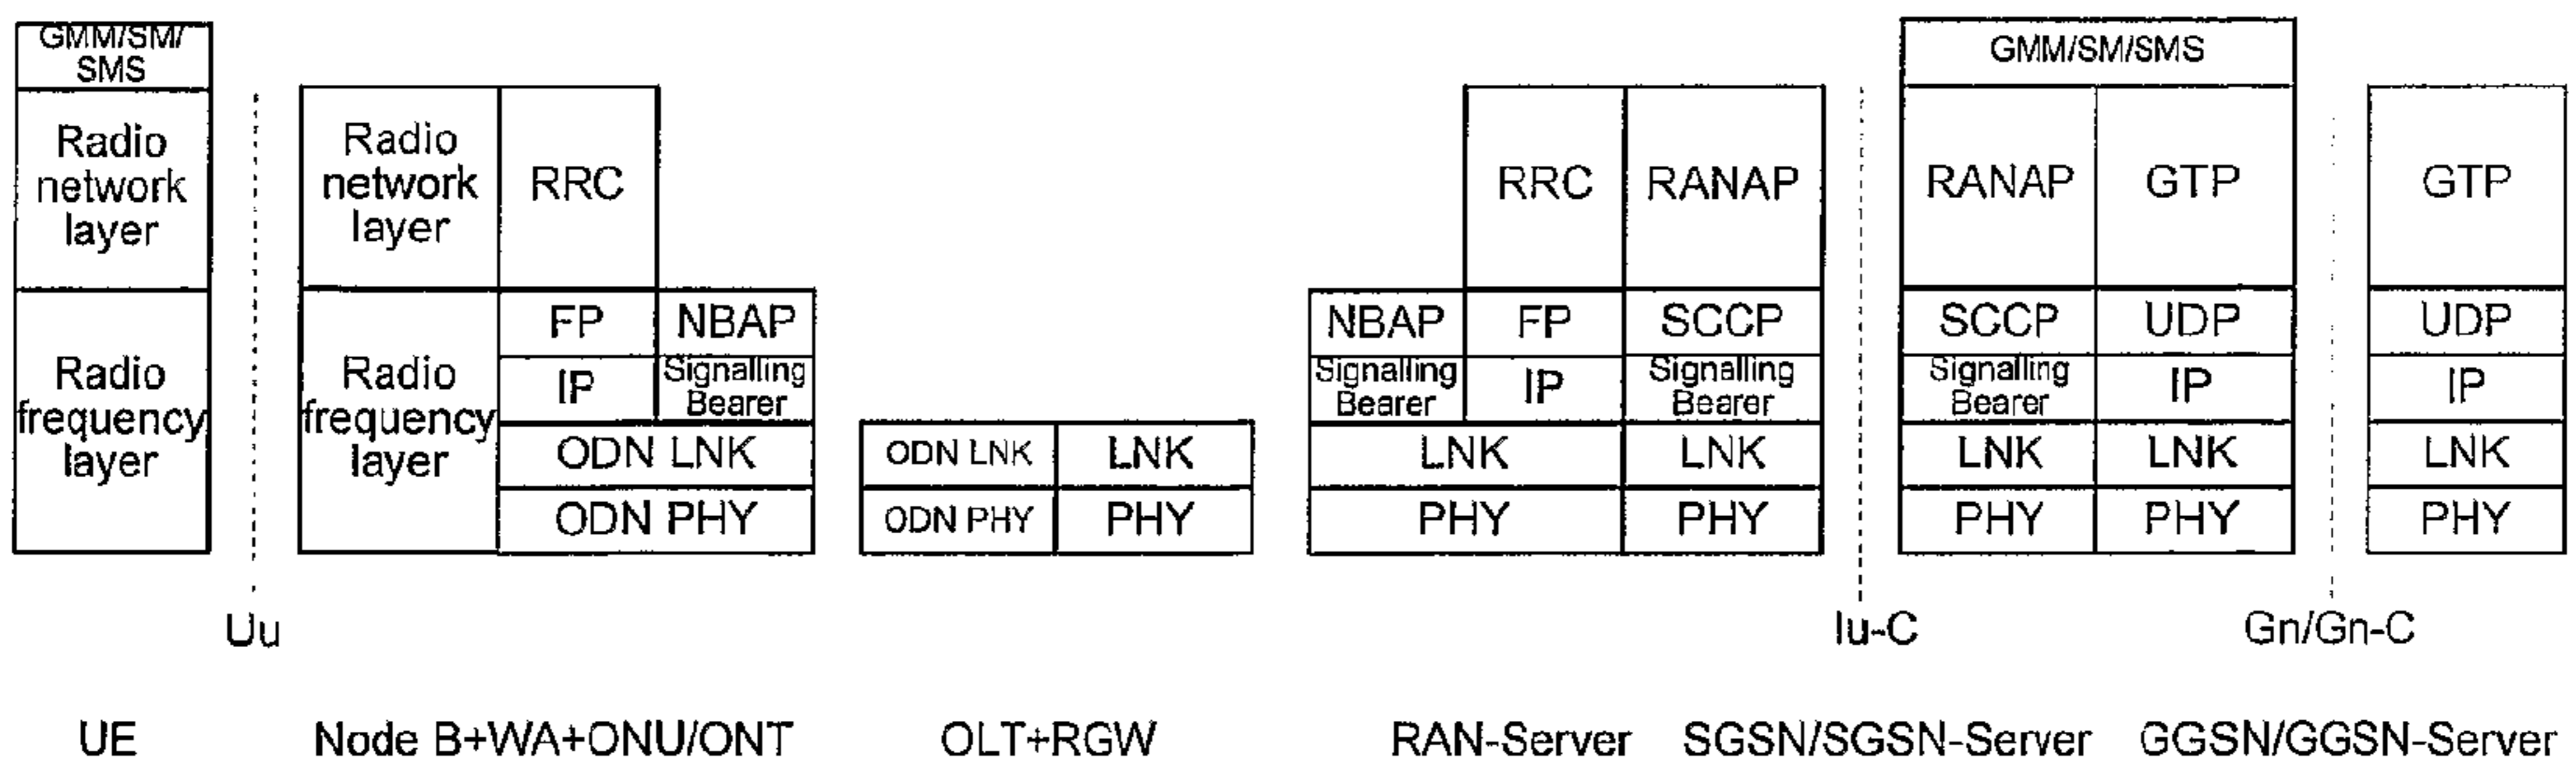 GMM/SM/
SMS
Radio
network
layer
Radio
frequency
layer
Uu
Radio
network
layer
RRC
Radio
frequency
layer
FP
NBAP
IP
Signalling
Bearer
ODN LNK
ODN PHY
ODN LNK
LNK
ODN PHY
PHY
RRC
RANAP
NBAP
FP
SCCP
Signalling
Bearer
IP
Signalling
Bearer
LNK
LNK
PHY
PHY
Iu-C
GMM/SM/SMS
RANAP
GTP
SCCP
UDP
Signalling
Bearer
IP
LNK
LNK
PHY
PHY
Gn/Gn-C
GTP
UDP
IP
LNK
PHY
UE
Node B+WA+ONU/ONT
OLT+RGW
RAN-Server
SGSN/SGSN-Server
GGSN/GGSN-Server